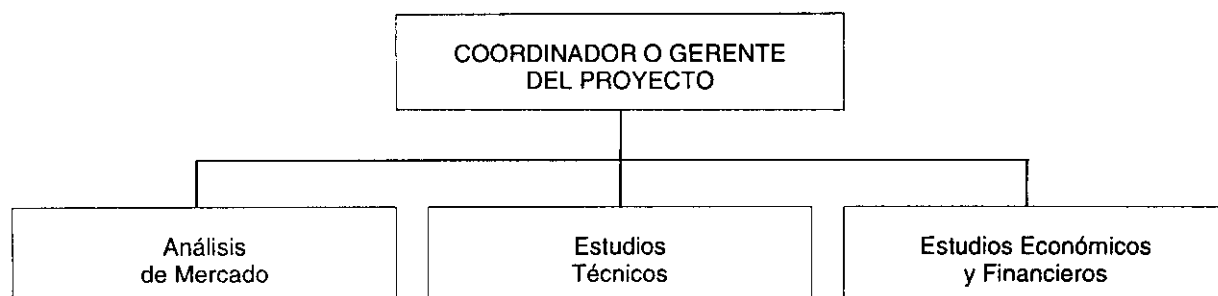 COORDINADOR O GERENTE
DEL PROYECTO
Análisis
de Mercado
Estudios
Técnicos
Estudios Económicos
y Financieros